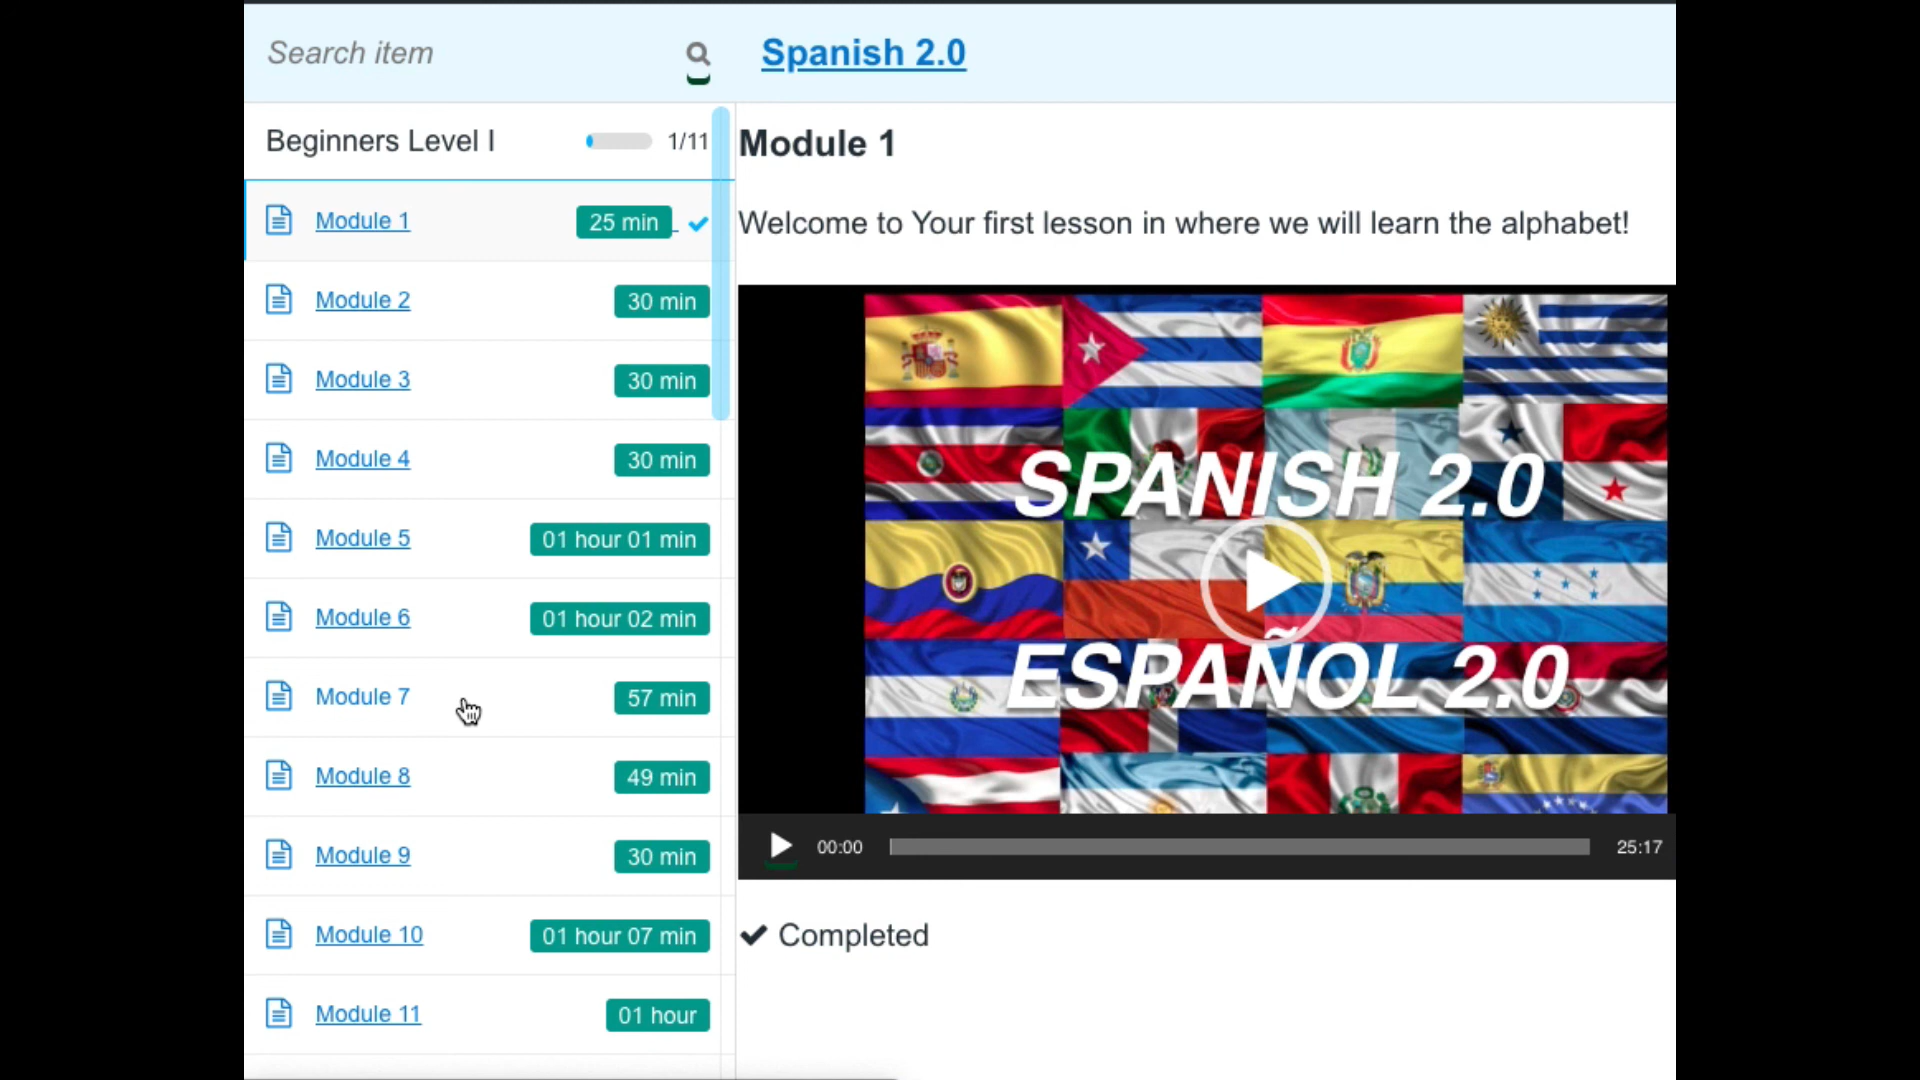 Search item
Spanish 2.0
Beginners Level I
1/11
Module 1
25 min
Module 2
30 min
Module 3
30 min
Module 4
30 min
Module 5
01 hour 01 min
Module 6
01 hour 02 min
Module 7
57 min
Module 8
49 min
Module 9
30 min
Module 10
01 hour 07 min
Module 11
01 hour
Module 1
Welcome to Your first lesson in where we will learn the alphabet!
SPANISH 2.0
ESPAÑOL 2.0
00:00
25:17
Completed